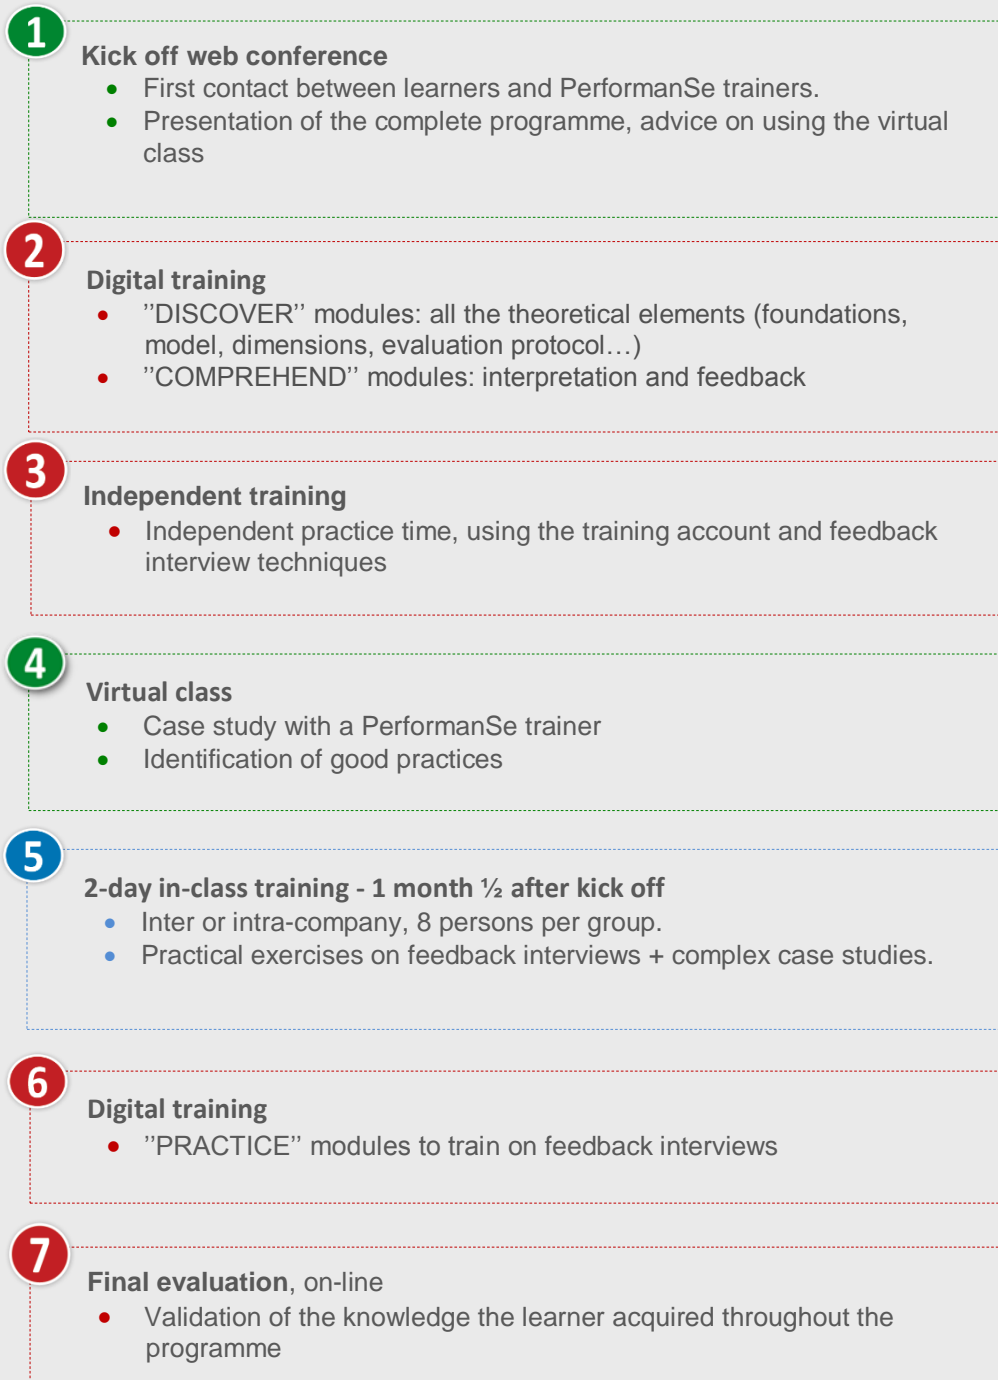 1
Kick off web conference
• First contact between learners and PerformanSe trainers.
• Presentation of the complete programme, advice on using the virtual
class
2
Digital training
• ’’DISCOVER’’ modules: all the theoretical elements (foundations,
model, dimensions, evaluation protocol…)
• ’’COMPREHEND’’ modules: interpretation and feedback
3
Independent training
• Independent practice time, using the training account and feedback
interview techniques
4
Virtual class
• Case study with a PerformanSe trainer
• Identification of good practices
5
2-day in-class training - 1 month ½ after kick off
• Inter or intra-company, 8 persons per group.
• Practical exercises on feedback interviews + complex case studies.
6
Digital training
• ’’PRACTICE’’ modules to train on feedback interviews
7
Final evaluation, on-line
• Validation of the knowledge the learner acquired throughout the
programme